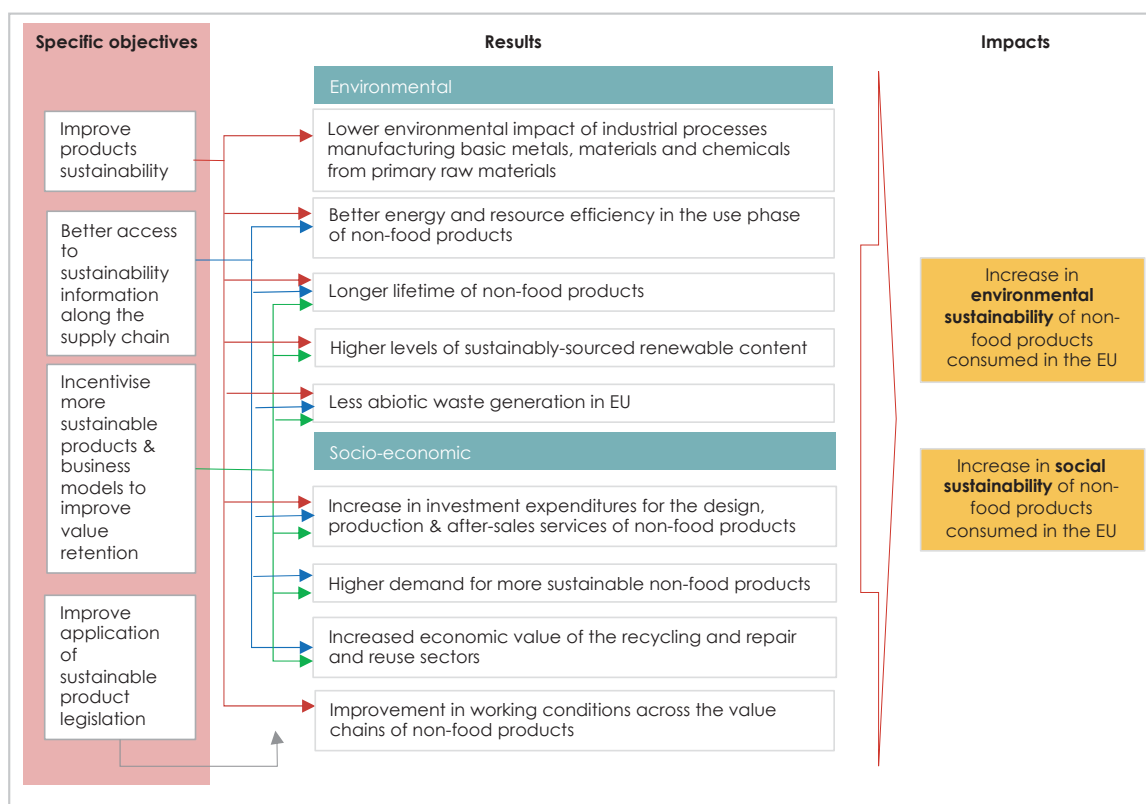 Specific objectives
Results
Impacts
Improve
products
sustainability
Better access
to
sustainability
information
along the
supply chain
Incentivise
more
sustainable
products &
business
models to
improve
value
retention
Improve
application
of
sustainable
product
legislation
Environmental
Lower environmental impact of industrial processes
manufacturing basic metals, materials and chemicals
from primary raw materials
Better energy and resource efficiency in the use phase
of non-food products
Longer lifetime of non-food products
Higher levels of sustainably-sourced renewable content
Less abiotic waste generation in EU
Socio-economic
Increase in investment expenditures for the design,
production & after-sales services of non-food products
Higher demand for more sustainable non-food products
Increased economic value of the recycling and repair
and reuse sectors
Improvement in working conditions across the value
chains of non-food products
Increase in
environmental
sustainability of non-
food products
consumed in the EU
Increase in social
sustainability of non-
food products
consumed in the EU